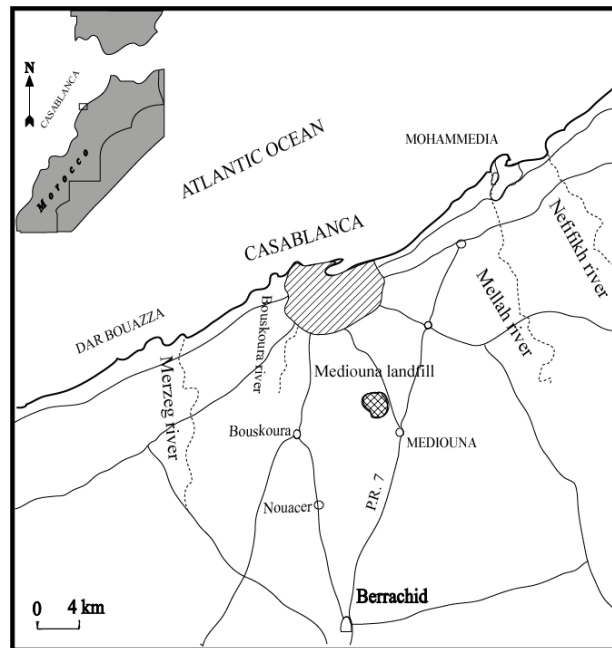 N
CASABLANCA
Morocco
ATLANTIC OCEAN
MOHAMMEDIA
CASABLANCA
Nefifikh river
Mellah river
DAR BOUAZZA
Bouskoura river
Merzeg river
Mediouna landfill
Bouskoura
MEDIOUNA
P.R. 7
Nouacer
Berrachid
0 4 km